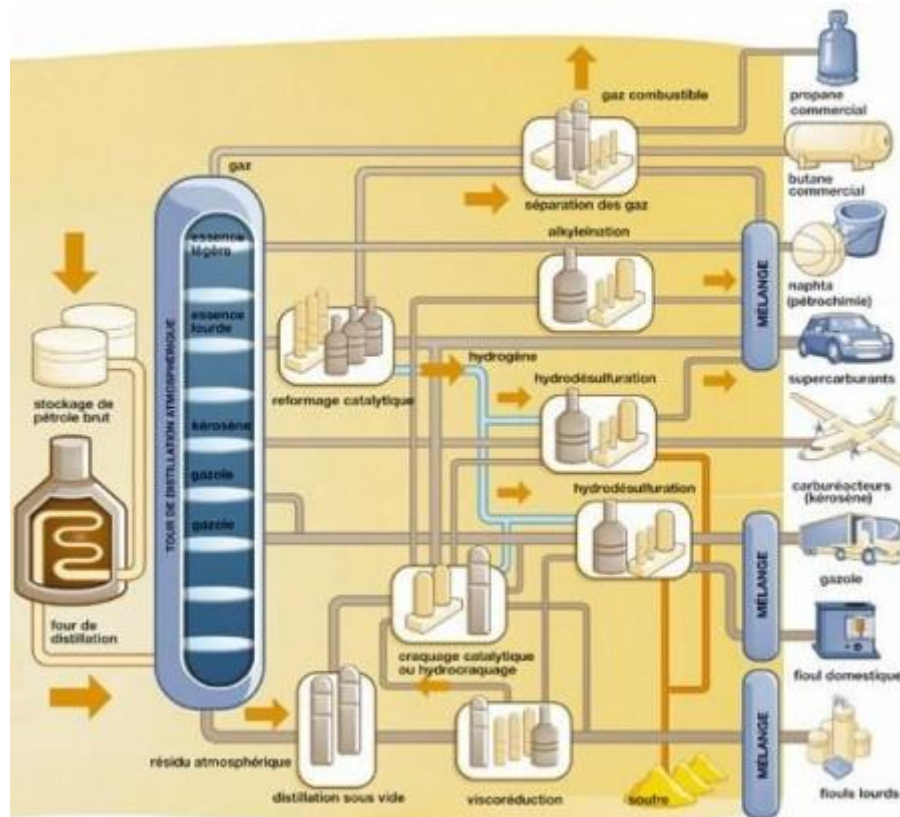 gaz combustible
propane
commercial
gaz
butane
commercial
séparation des gaz
essence
légère
alkyleination
MÉLANGE
naphta
(pétrochimie)
essence
lourde
TOUR DE DISTILLATION ATMOSPHÉRIQUE
hydrogène
supercarburants
stockage de
pétrole brut
reformage catalytique
hydrodésulfuration
kérosène
gazole
hydrodésulfuration
carburéacteurs
(kérosène)
gazole
MÉLANGE
gazole
four de
distillation
craquage catalytique
ou hydrocraquage
fioul domestique
MÉLANGE
résidu atmosphérique
distillation sous vide
viscoréduction
soufre
fiouls lourds